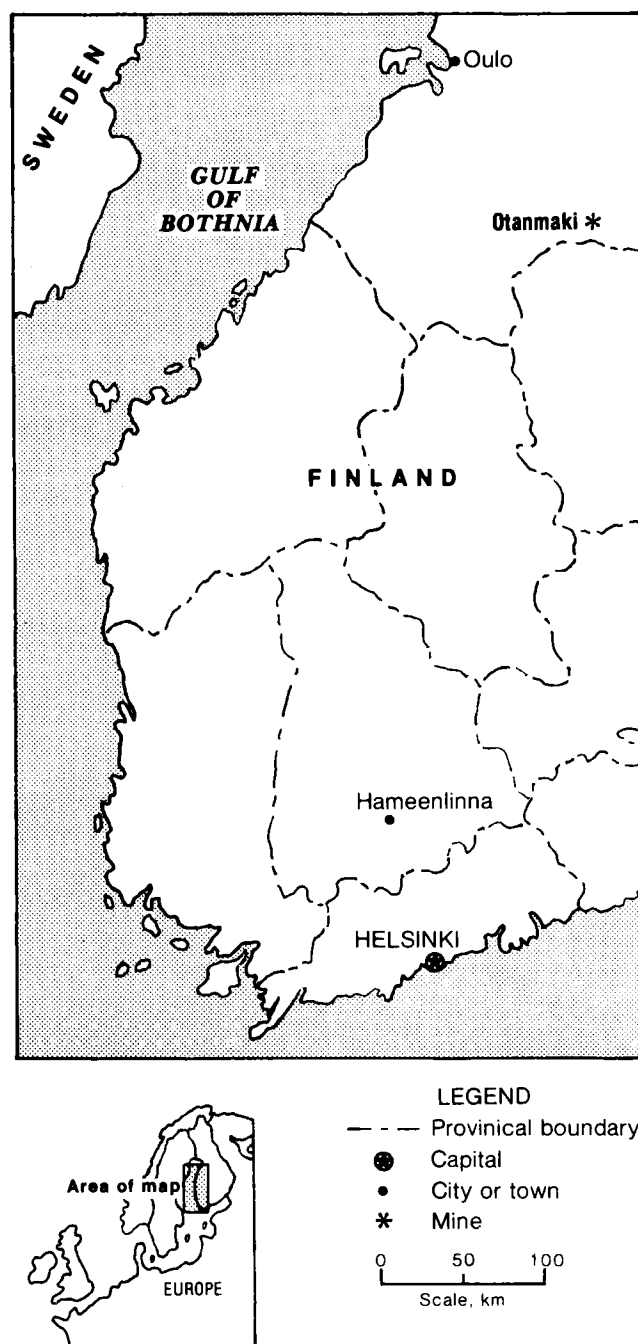 Oulo
SWEDEN
GULF
OF
BOTHNIA
Otanmaki
FINLAND
Hameenlinna
HELSINKI
LEGEND
Provinical boundary
Capital
City or town
Mine
Area of map
EUROPE
0 50 100
Scale, km